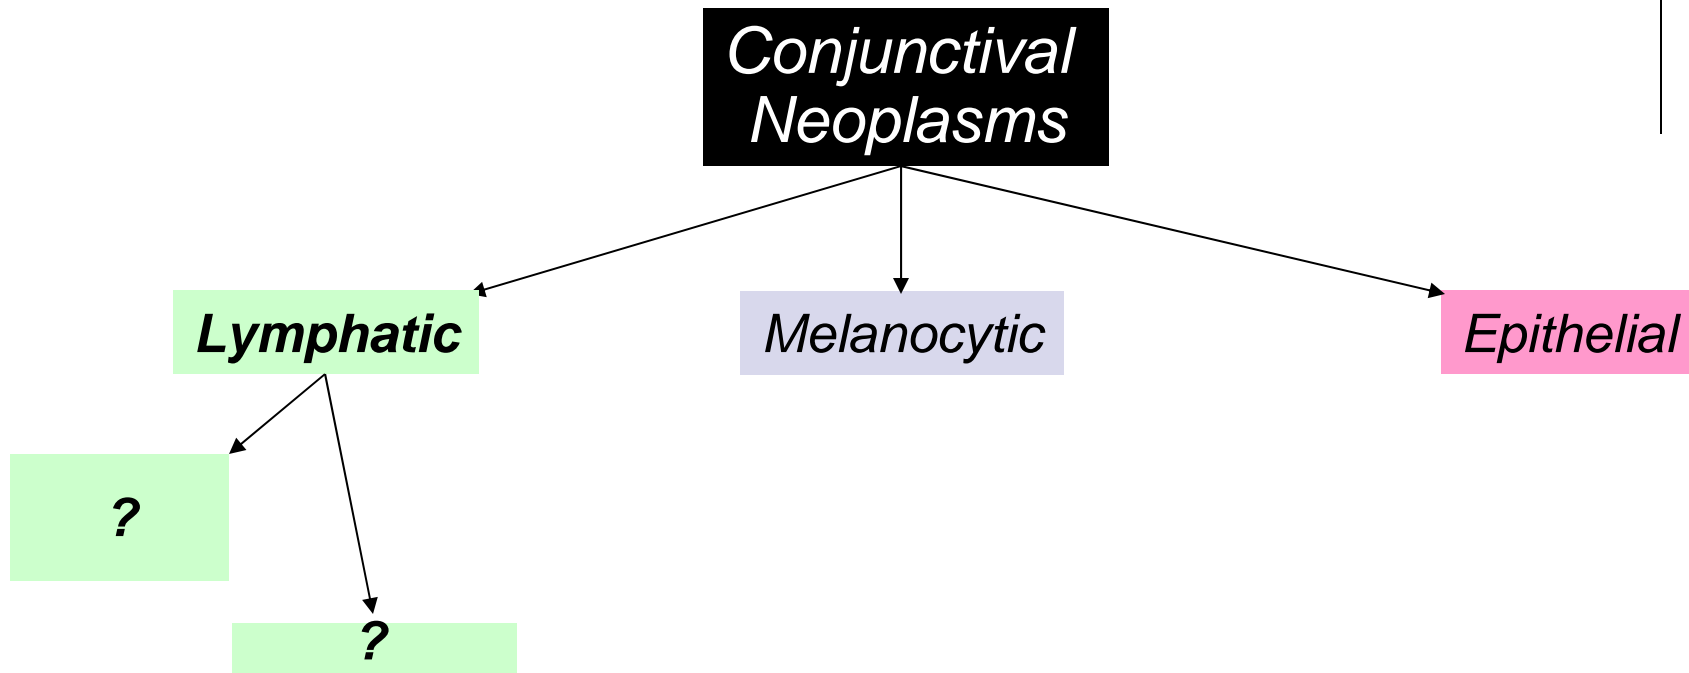 Conjunctival
Neoplasms
Lymphatic
Melanocytic
Epithelial
?
?